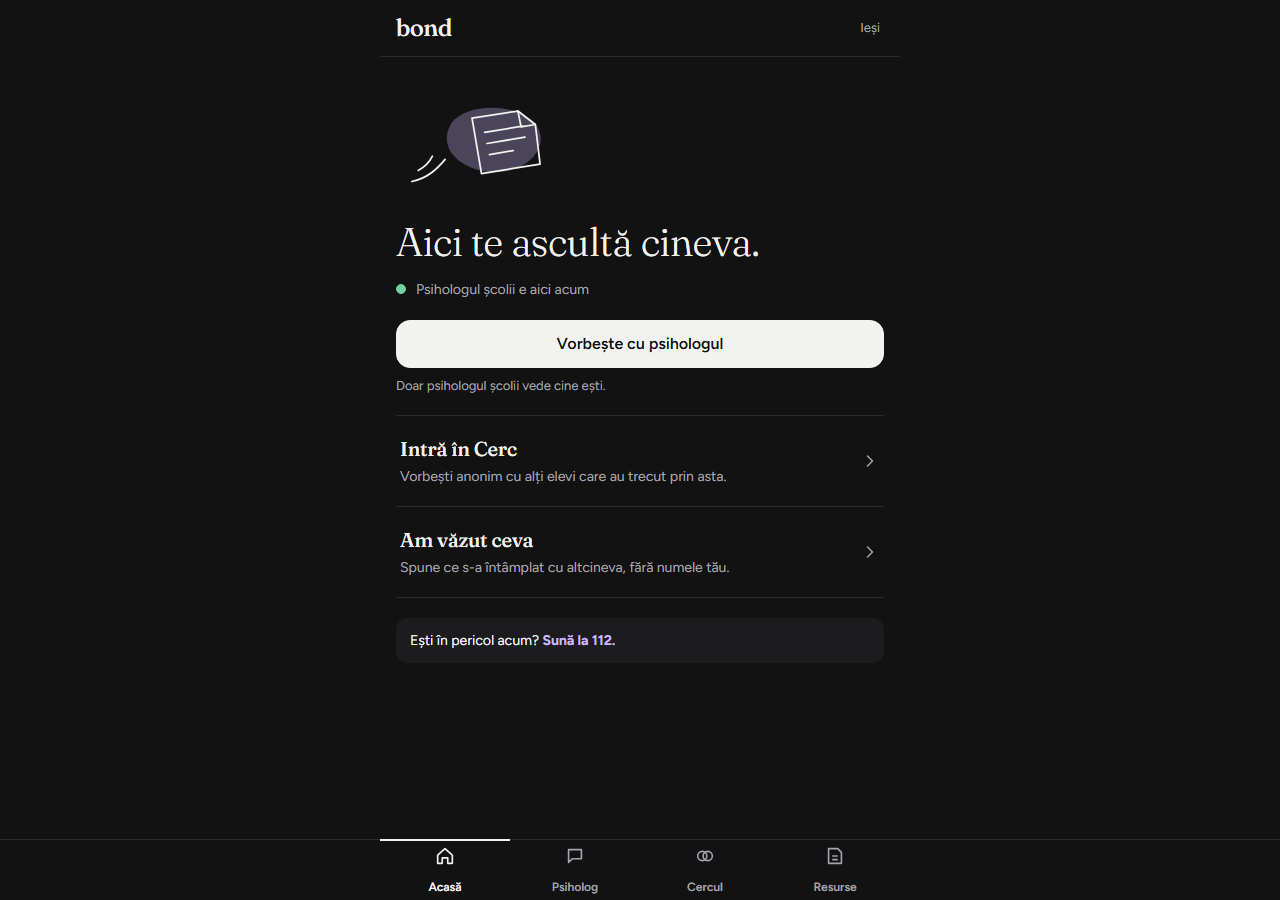 bond
Ieși
Aici te ascultă cineva.
Psihologul școlii e aici acum
Vorbește cu psihologul
Doar psihologul școlii vede cine ești.
Intră în Cerc
Vorbești anonim cu alți elevi care au trecut prin asta.
Am văzut ceva
Spune ce s-a întâmplat cu altcineva, fără numele tău.
Ești în pericol acum? Sună la 112.
Acasă
Psiholog
Cercul
Resurse